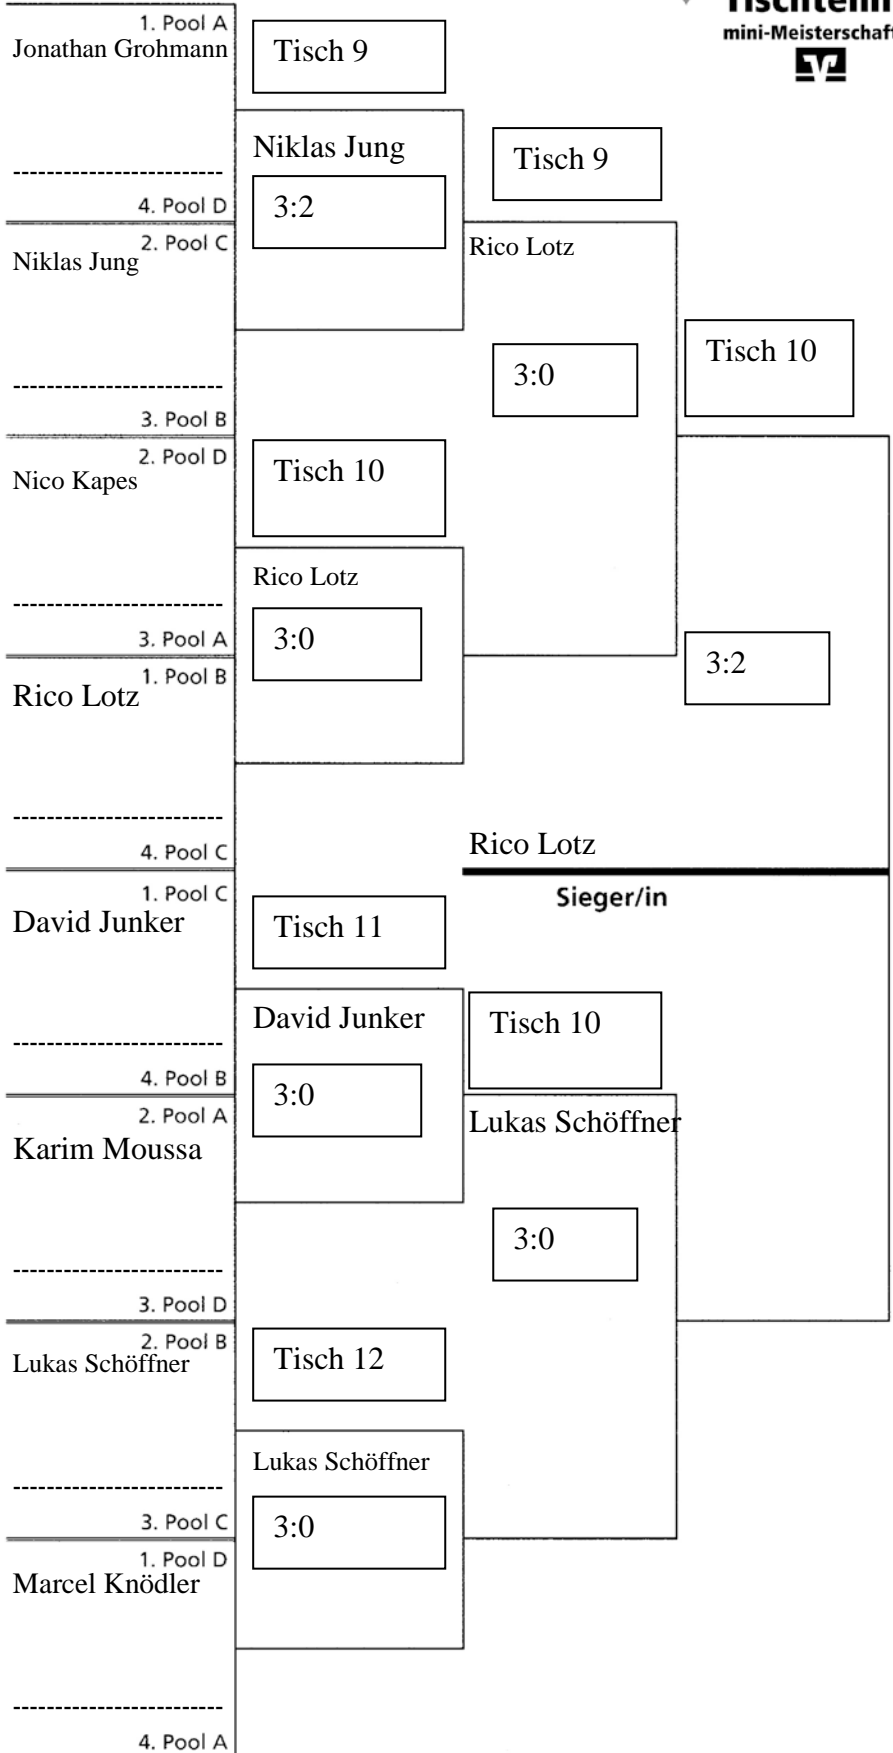 Tischtenni
mini-Meisterschaft
1. Pool A
Jonathan Grohmann
Tisch 9
Niklas Jung
Tisch 9
4. Pool D
3:2
2. Pool C
Niklas Jung
Rico Lotz
3:0
Tisch 10
3. Pool B
2. Pool D
Nico Kapes
Tisch 10
Rico Lotz
3. Pool A
3:0
1. Pool B
Rico Lotz
3:2
4. Pool C
Rico Lotz
1. Pool C
Sieger/in
David Junker
Tisch 11
David Junker
Tisch 10
4. Pool B
3:0
2. Pool A
Karim Moussa
Lukas Schöffner
3:0
3. Pool D
2. Pool B
Lukas Schöffner
Tisch 12
Lukas Schöffner
3. Pool C
3:0
1. Pool D
Marcel Knödler
4. Pool A